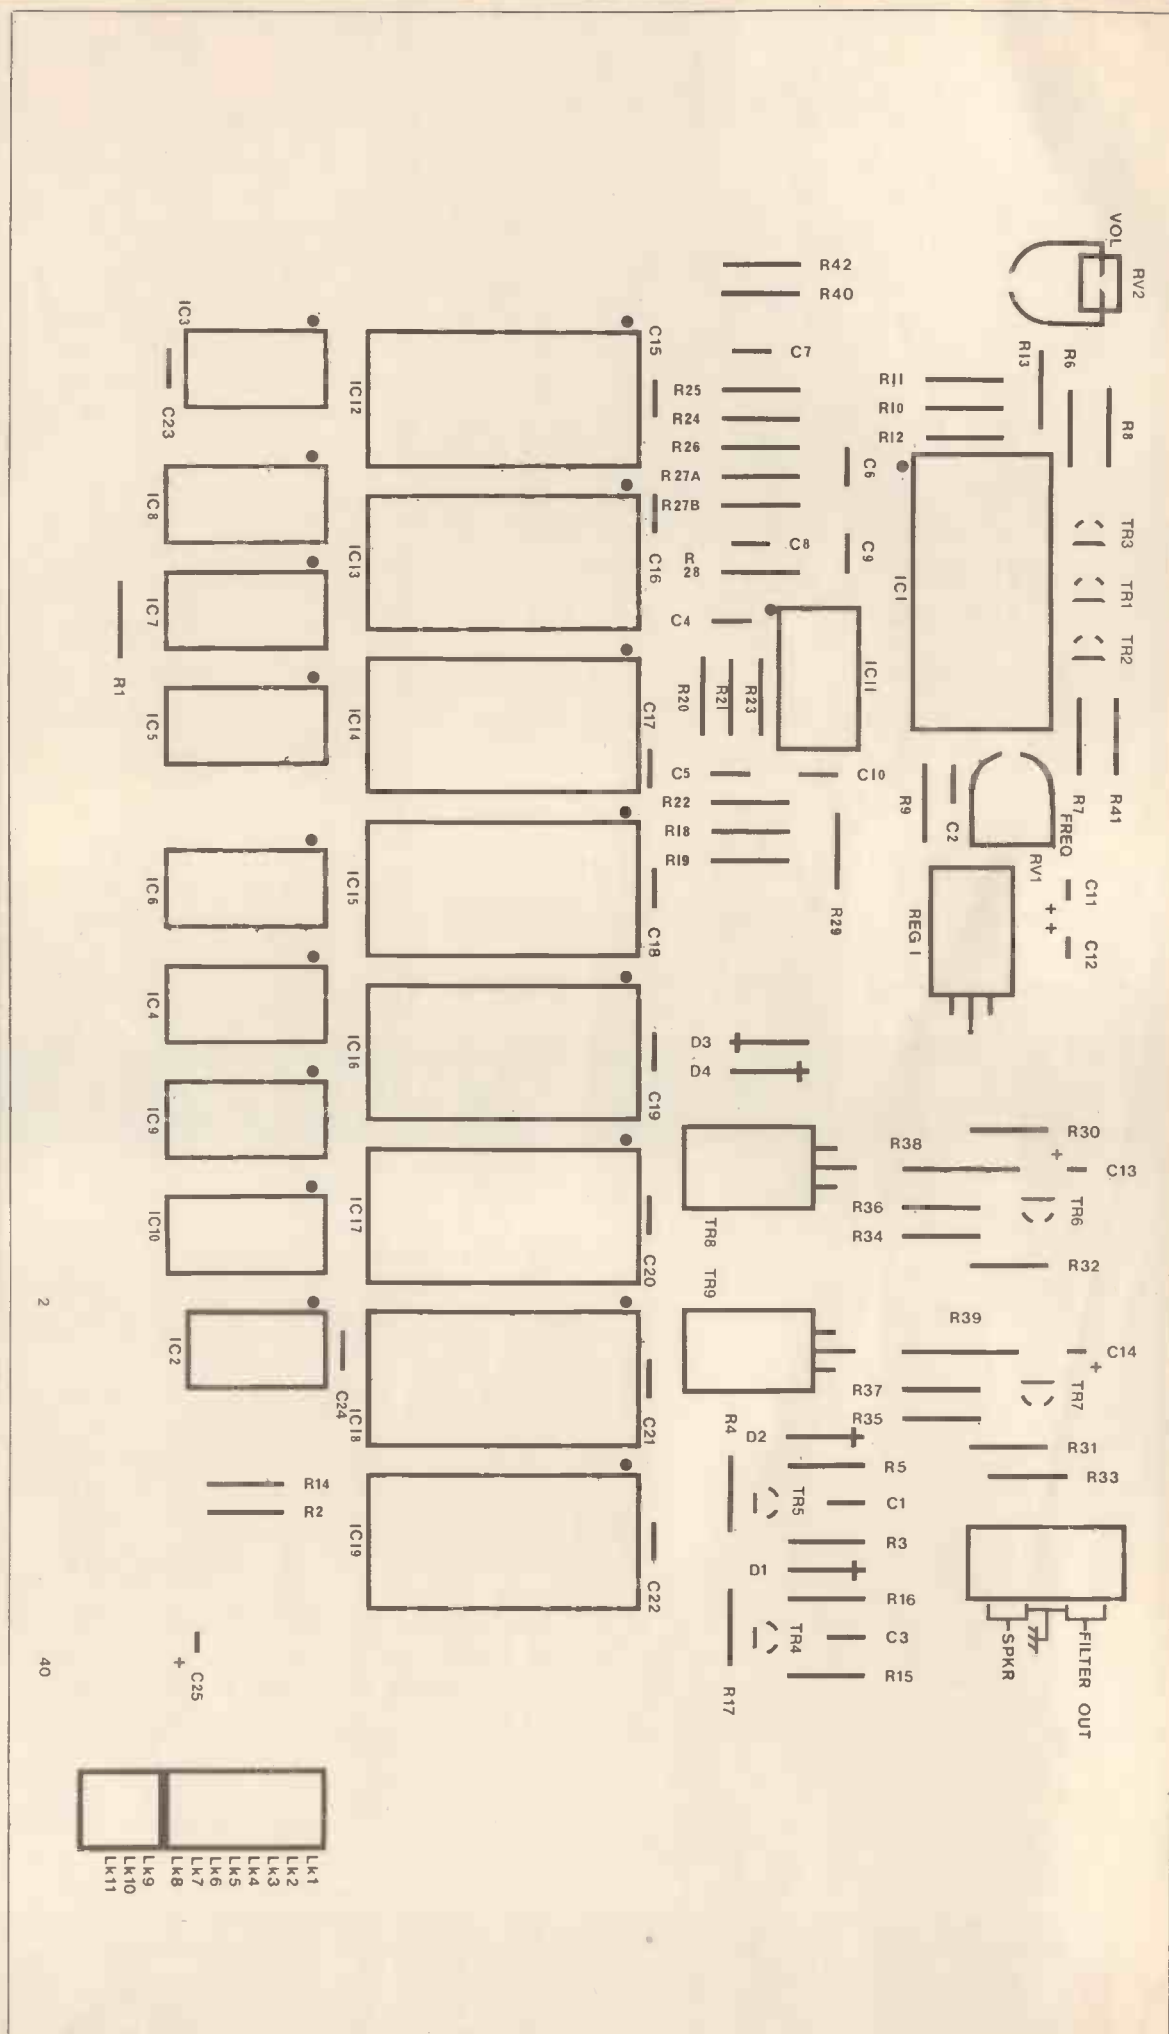 VOL
RV2
R42
R40
IC3
C15
C7
R13
R6
R11
R25
IC12
R10
R24
C23
R8
R12
R26
C6
R27A
IC8
R27B
TR3
C8
C9
IC13
R
28
C16
IC1
TR1
IC7
C4
TR2
IC11
R1
R20
R21
R23
C17
IC5
IC14
C5
C10
R22
R9
C2
R7
R41
FREQ
R18
R19
RV1
IC6
IC15
C11
+ +
R29
REG 1
C18
C12
IC4
D3
IC16
D4
C19
IC9
R30
R38
+
C13
R36
TR6
IC10
IC17
TR8
R34
R32
C20
TR9
2
R39
IC2
C14
+
R37
TR7
C24
IC18
C21
R4
R35
D2
R31
R5
R33
R14
TR5
C1
R2
IC19
R3
D1
C22
R16
TR4
C3
SPKR
FILTER OUT
40
+
C25
R15
R17
Lk11
Lk10
Lk9
Lk8
Lk7
Lk6
Lk5
Lk4
Lk3
Lk2
Lk1